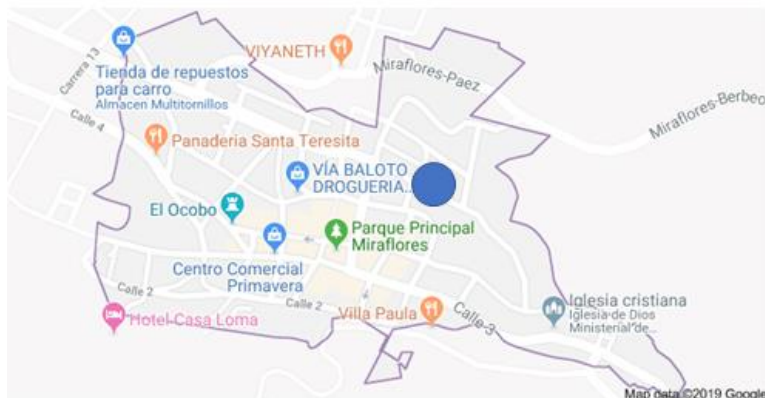 VIYANETH
Carrera 13
Tienda de repuestos
para carro
Almacen Multitornillos
Miraflores-Paez
Miraflores-Berbeo
Calle 4
Panaderia Santa Teresita
VÍA BALOTO
DROGUERIA...
El Ocobo
Parque Principal
Miraflores
Centro Comercial
Primavera
Calle 2
Calle 2
Hotel Casa Loma
Villa Paula
Calle 3
Iglesia cristiana
Iglesia de Dios
Ministerial de...
Map data ©2019 Google